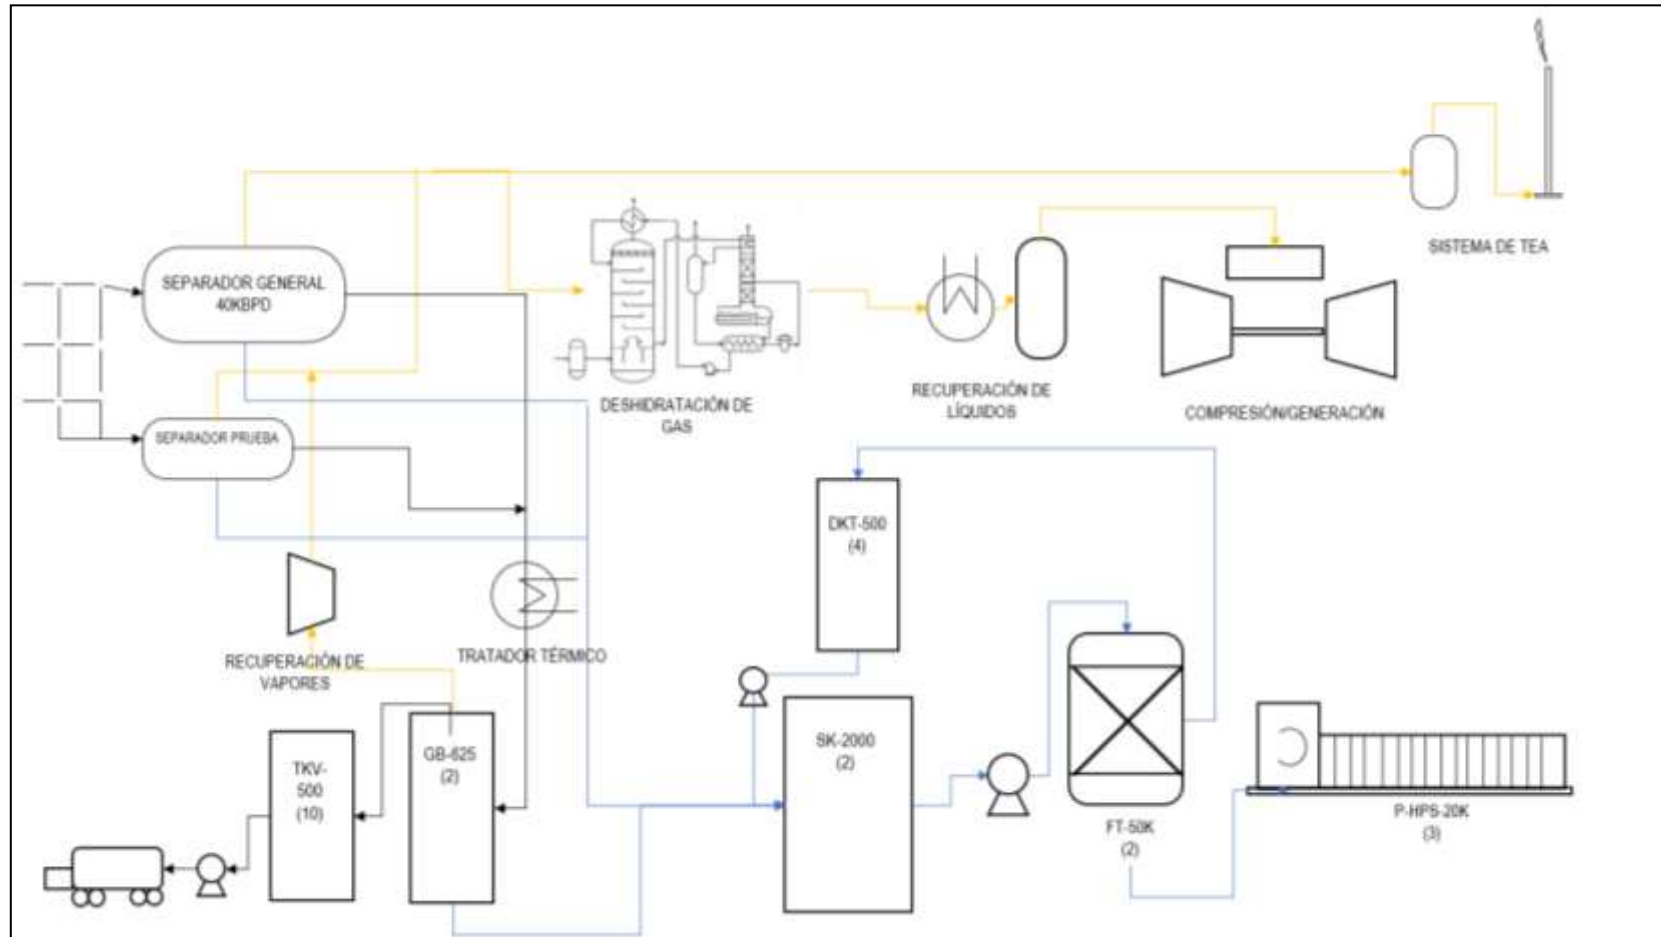 SISTEMA DE TEA
SEPARADOR GENERAL
40KBPD
RECUPERACIÓN DE
LÍQUIDOS
DESHIDRATACIÓN DE
GAS
COMPRESIÓN/GENERACIÓN
SEPARADOR PRUEBA
DKT-500
(4)
RECUPERACIÓN DE
VAPORES
TRATADOR TÉRMICO
SK-2000
(2)
GB-625
(2)
TKV-
500
(10)
P-HPS-20K
(3)
FT-50K
(2)